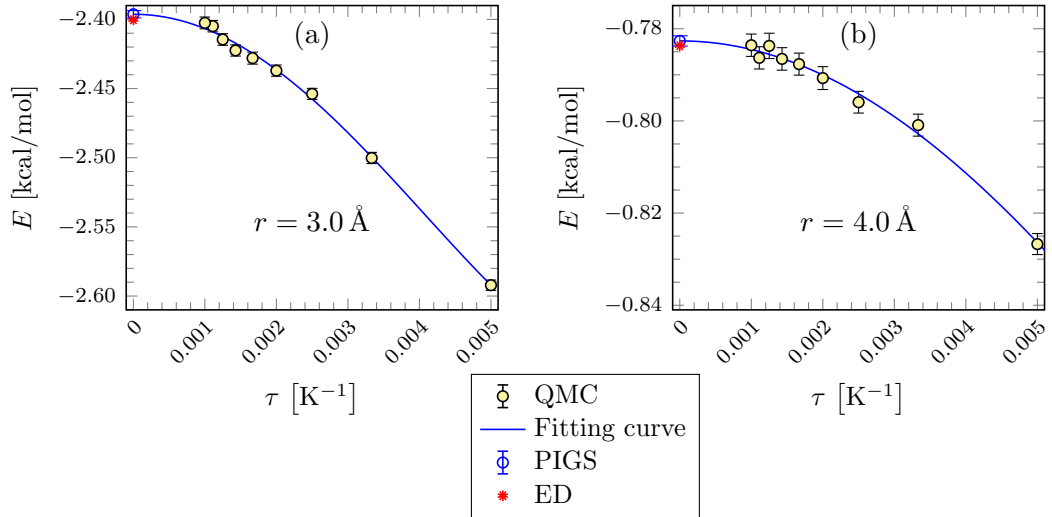 (a)
−2.40
−2.45
−2.50
−2.55
−2.60
E [kcal/mol]
r = 3.0 Å
0
0.001
0.002
0.003
0.004
0.005
τ [K−1]
(b)
−0.78
−0.80
−0.82
−0.84
E [kcal/mol]
r = 4.0 Å
0
0.001
0.002
0.003
0.004
0.005
τ [K−1]
QMC
Fitting curve
PIGS
ED